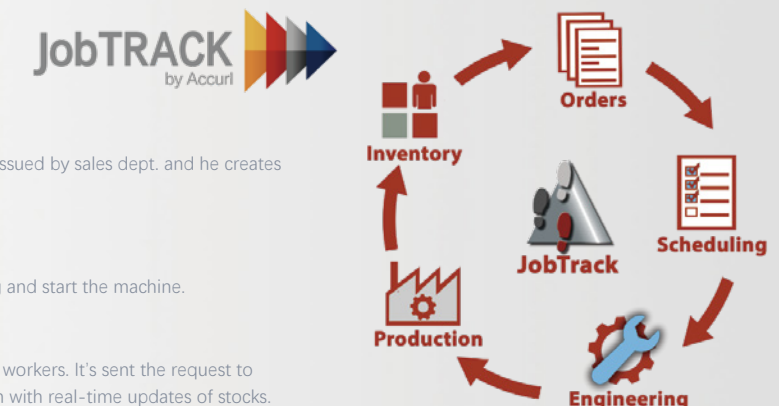 JobTRACK
by Accurl
issued by sales dept. and he creates
and start the machine.
workers. It's sent the request to
with real-time updates of stocks.
Orders
Inventory
Scheduling
JobTrack
Production
Engineering